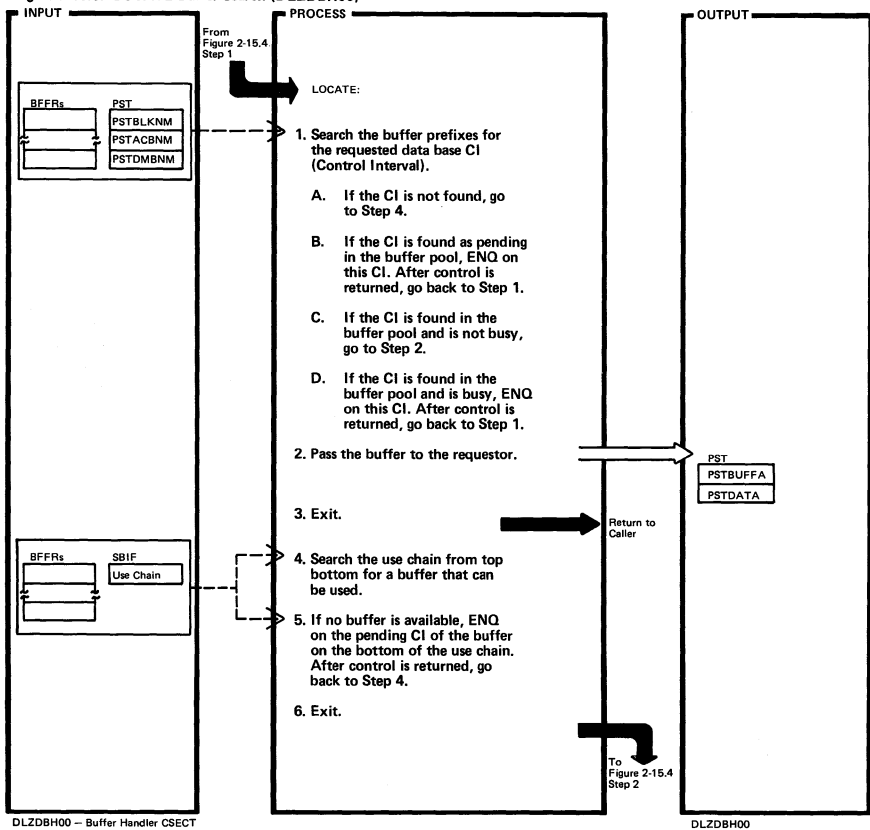 INPUT
PROCESS
OUTPUT
From
Figure 2-15.4
Step 1
LOCATE:
BFFRs
PST
PSTBLKNM
PSTACBNM
PSTDMBNM
1. Search the buffer prefixes for
the requested data base CI
(Control Interval).
A. If the CI is not found, go
to Step 4.
B. If the CI is found as pending
in the buffer pool, ENQ on
this CI. After control is
returned, go back to Step 1.
C. If the CI is found in the
buffer pool and is not busy,
go to Step 2.
D. If the CI is found in the
buffer pool and is busy, ENQ
on this CI. After control is
returned, go back to Step 1.
2. Pass the buffer to the requestor.
PST
PSTBUFFA
PSTDATA
3. Exit.
Return to
Caller
BFFRs
SBIF
Use Chain
4. Search the use chain from top
bottom for a buffer that can
be used.
5. If no buffer is available, ENQ
on the pending CI of the buffer
on the bottom of the use chain.
After control is returned, go
back to Step 4.
6. Exit.
To
Figure 2-15.4
Step 2
DLZDBH00 — Buffer Handler CSECT
DLZDBH00